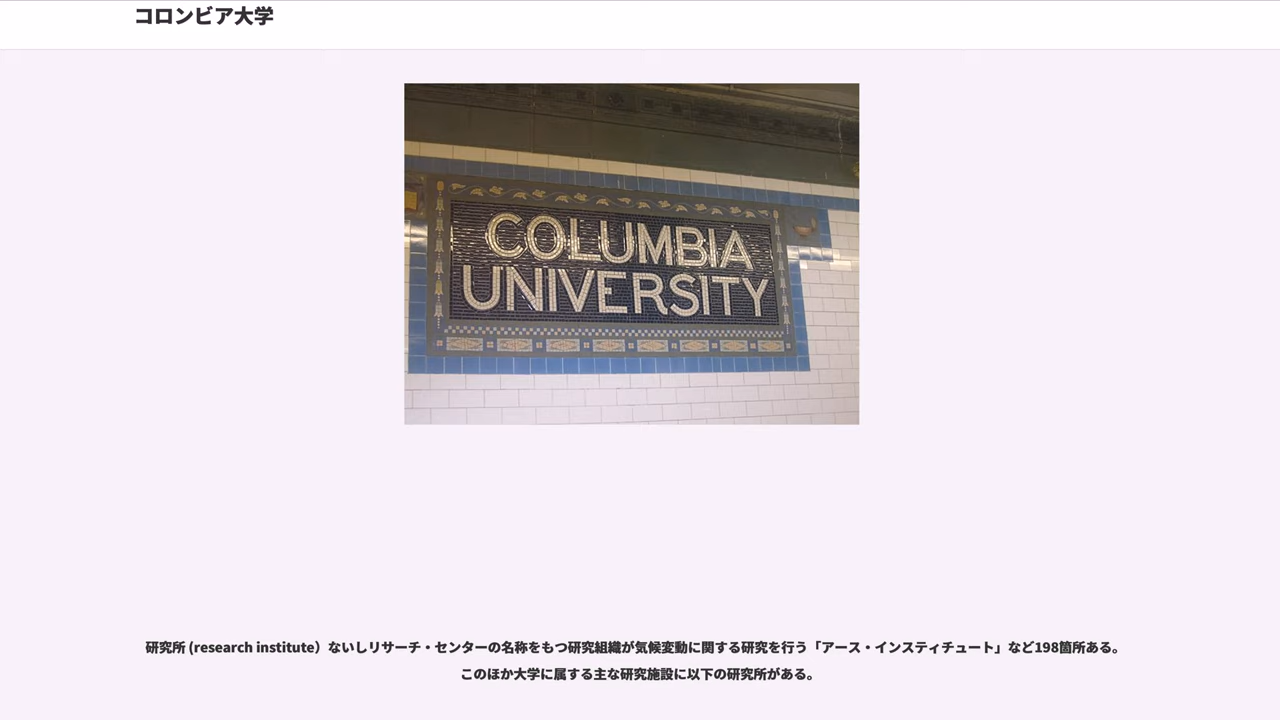 コロンビア大学
COLUMBIA
UNIVERSITY
研究所 (research institute）ないしリサーチ・センターの名称をもつ研究組織が気候変動に関する研究を行う「アース・インスティチュート」など198箇所ある。
このほか大学に属する主な研究施設に以下の研究所がある。